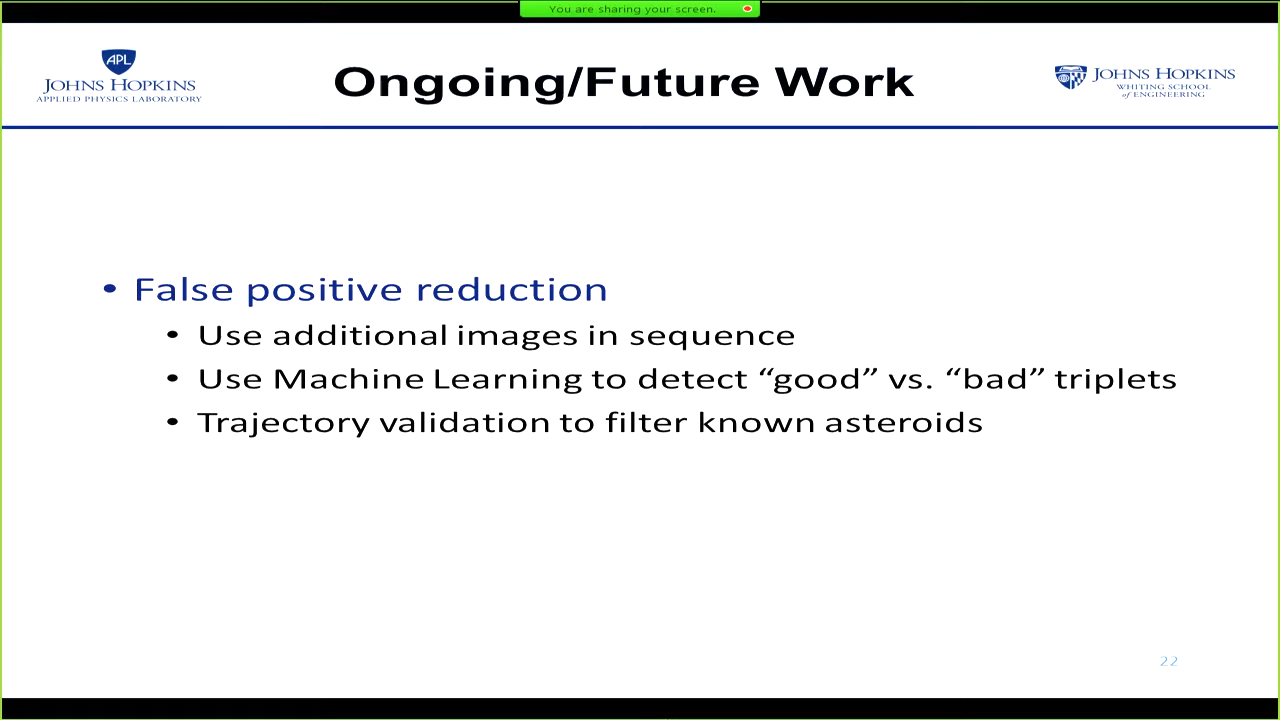 You are sharing your screen.
APL
JOHNS HOPKINS
APPLIED PHYSICS LABORATORY
Ongoing/Future Work
JOHNS HOPKINS
WHITING SCHOOL
of ENGINEERING
• False positive reduction
• Use additional images in sequence
• Use Machine Learning to detect “good” vs. “bad” triplets
• Trajectory validation to filter known asteroids
22